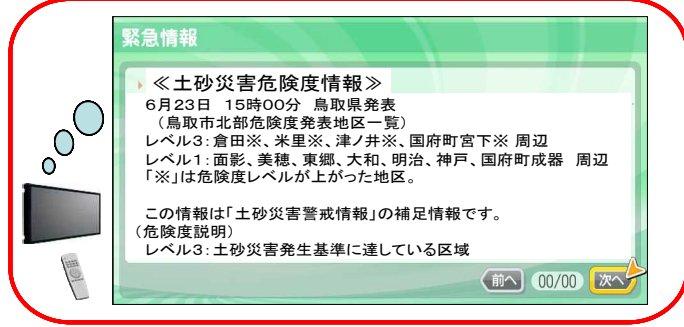 緊急情報
≪土砂災害危険度情報≫
6月23日　15時00分　鳥取県発表
（鳥取市北部危険度発表地区一覧）
レベル3：倉田※、米里※、津ノ井※、国府町宮下※　周辺
レベル1：面影、美穂、東郷、大和、明治、神戸、国府町成器　周辺
「※」は危険度レベルが上がった地区。
この情報は「土砂災害警戒情報」の補足情報です。
（危険度説明）
レベル3：土砂災害発生基準に達している区域
前へ　00/00　次へ